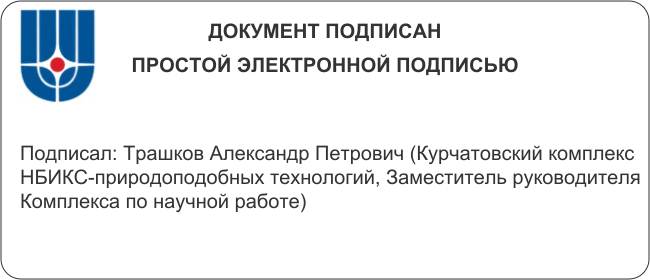 ДОКУМЕНТ ПОДПИСАН
ПРОСТОЙ ЭЛЕКТРОННОЙ ПОДПИСЬЮ
Подписал: Трашков Александр Петрович (Курчатовский комплекс
НБИКС-природоподобных технологий, Заместитель руководителя
Комплекса по научной работе)